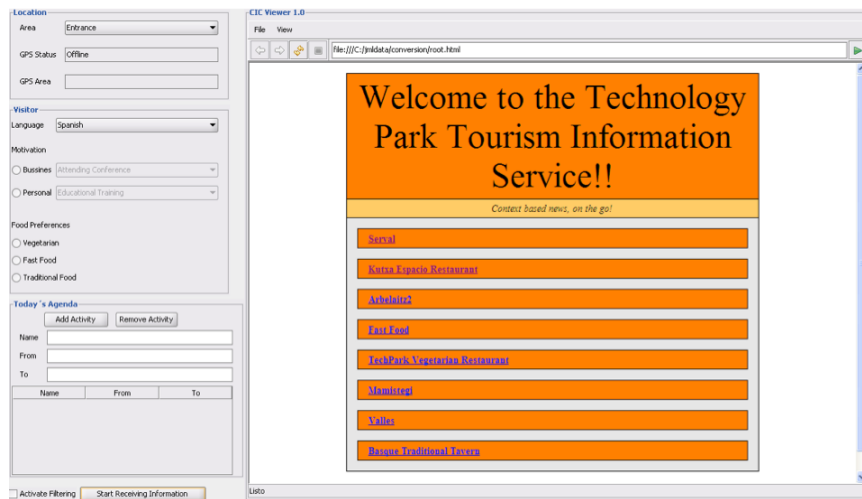 Location
Area Entrance
GPS Status Offline
GPS Area
Visitor
Language Spanish
Motivation
Bussines Attending Conference
Personal Educational Training
Food Preferences
Vegetarian
Fast Food
Traditional Food
Today´s Agenda
Add Activity Remove Activity
Name
From
To
Name From To
Activate Filtering Start Receiving Information
CIC Viewer 1.0
File View
file:///C:/jmldata/conversion/root.html
Welcome to the Technology
Park Tourism Information
Service!!
Context based news, on the go!
Serval
Kutxa Espacio Restaurant
Arbelaitz2
Fast Food
TechPark Vegetarian Restaurant
Mamistegi
Valles
Basque Traditional Tavern
Listo